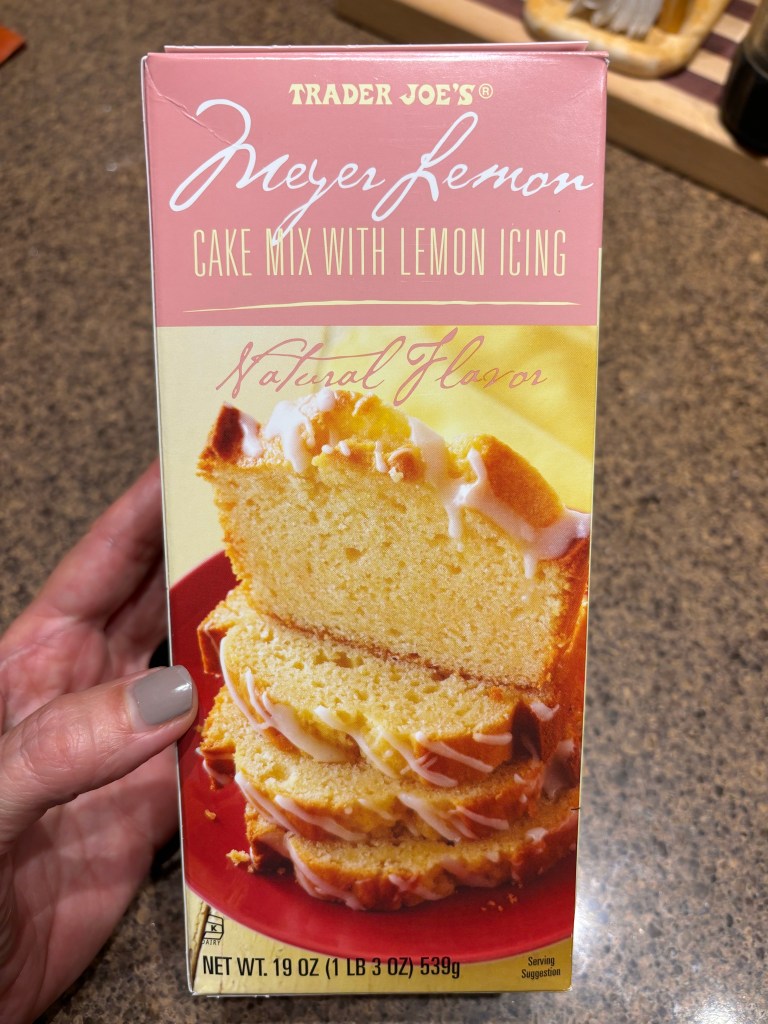 TRADER JOE'S®
Meyer Lemon
CAKE MIX WITH LEMON ICING
Natural Flavor
K
DAIRY
NET WT. 19 OZ (1 LB 3 OZ) 539g
Serving
Suggestion